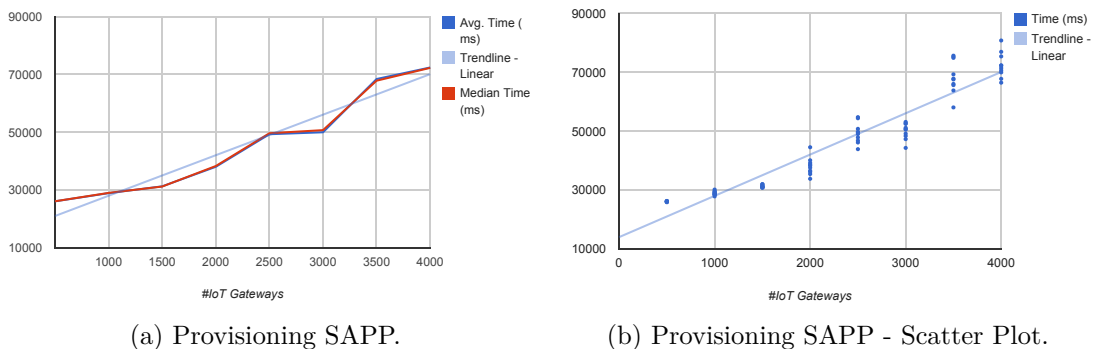 90000
70000
50000
30000
10000
1000
1500
2000
2500
3000
3500
4000
#IoT Gateways
Avg. Time (
ms)
Trendline -
Linear
Median Time
(ms)
(a) Provisioning SAPP.
90000
70000
50000
30000
10000
0
1000
2000
3000
4000
#IoT Gateways
Time (ms)
Trendline -
Linear
(b) Provisioning SAPP - Scatter Plot.